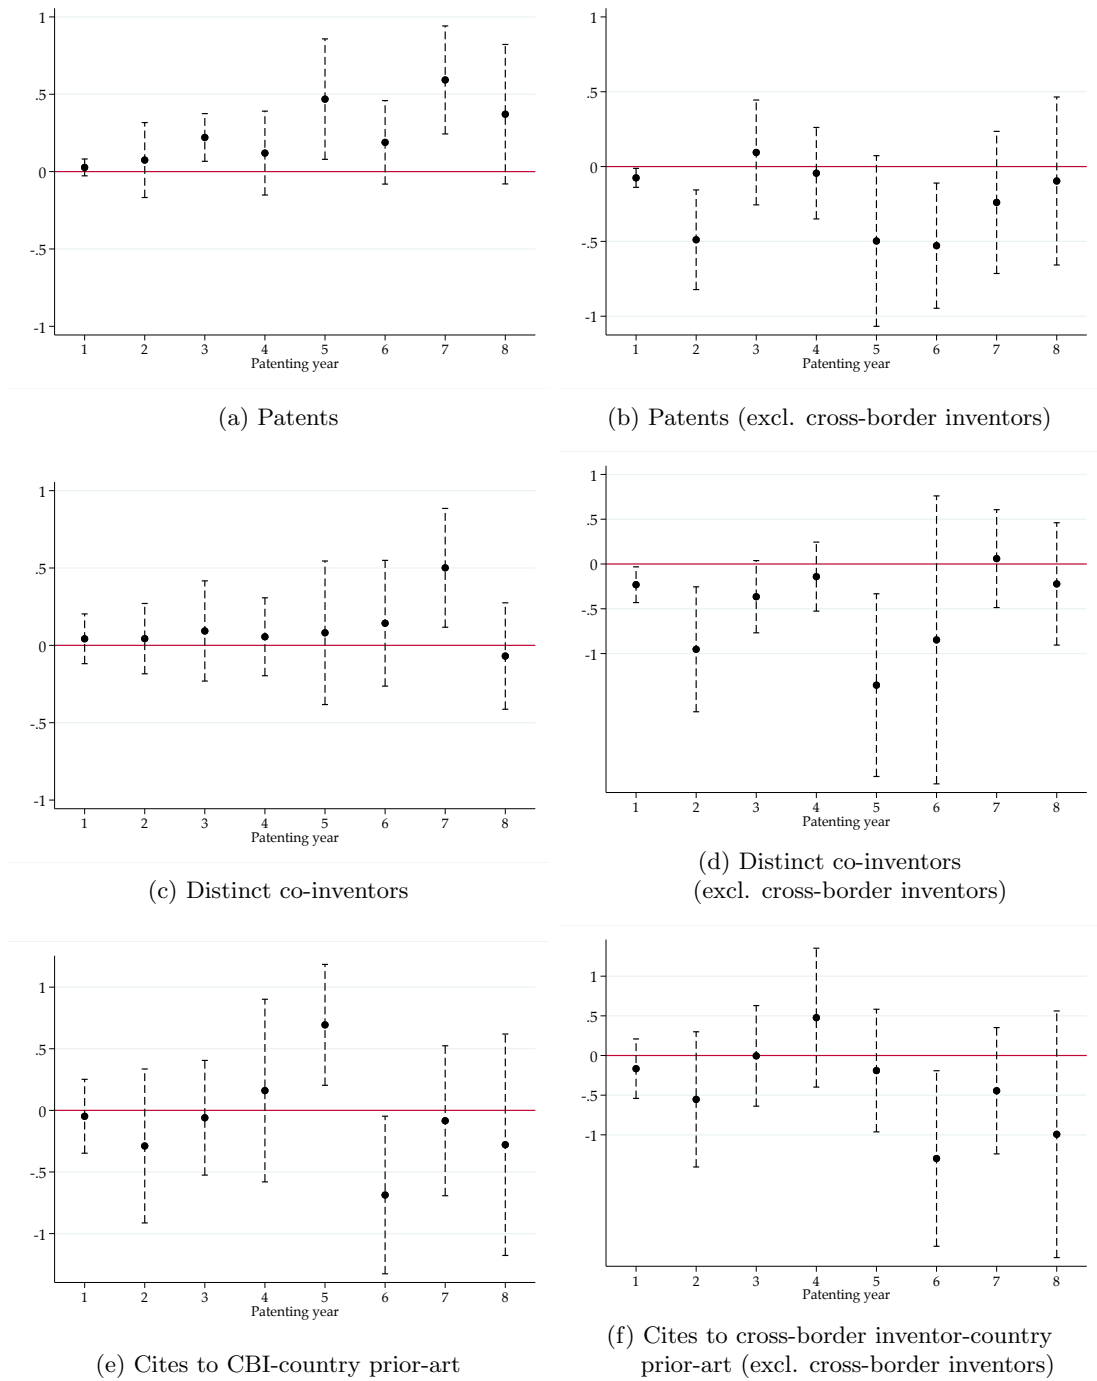 1
.5
0
-.5
-1
1 2 3 4 5 6 7 8
Patenting year
(a) Patents
1
.5
0
-.5
-1
1 2 3 4 5 6 7 8
Patenting year
(b) Patents (excl. cross-border inventors)
1
.5
0
-.5
-1
1 2 3 4 5 6 7 8
Patenting year
(c) Distinct co-inventors
1
.5
0
-.5
-1
1 2 3 4 5 6 7 8
Patenting year
(d) Distinct co-inventors
(excl. cross-border inventors)
1
.5
0
-.5
-1
1 2 3 4 5 6 7 8
Patenting year
(e) Cites to CBI-country prior-art
1
.5
0
-.5
-1
1 2 3 4 5 6 7 8
Patenting year
(f) Cites to cross-border inventor-country
prior-art (excl. cross-border inventors)